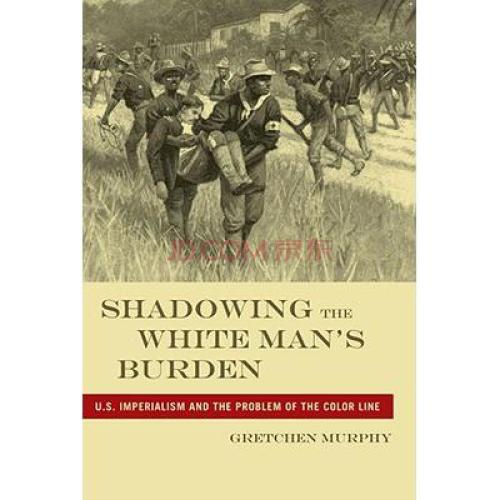 JD.COM京东
SHADOWING THE
WHITE MAN'S
BURDEN
U.S. IMPERIALISM AND THE PROBLEM OF THE COLOR LINE
GRETCHEN MURPHY